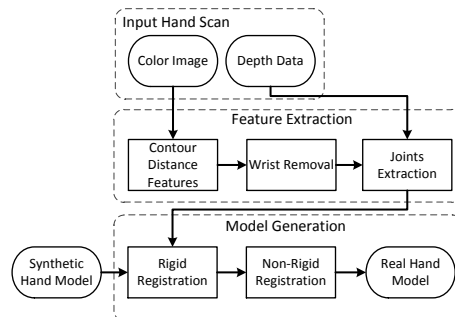 Input Hand Scan
Color Image
Depth Data
Feature Extraction
Contour
Distance
Features
Wrist Removal
Joints
Extraction
Model Generation
Synthetic
Hand Model
Rigid
Registration
Non-Rigid
Registration
Real Hand
Model